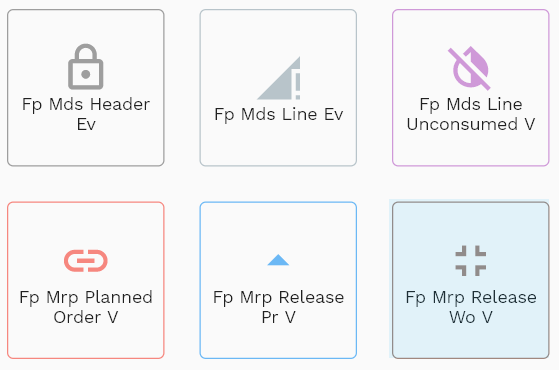 Fp Mds Header
Ev
Fp Mds Line Ev
Fp Mds Line
Unconsumed V
Fp Mrp Planned
Order V
Fp Mrp Release
Pr V
Fp Mrp Release
Wo V